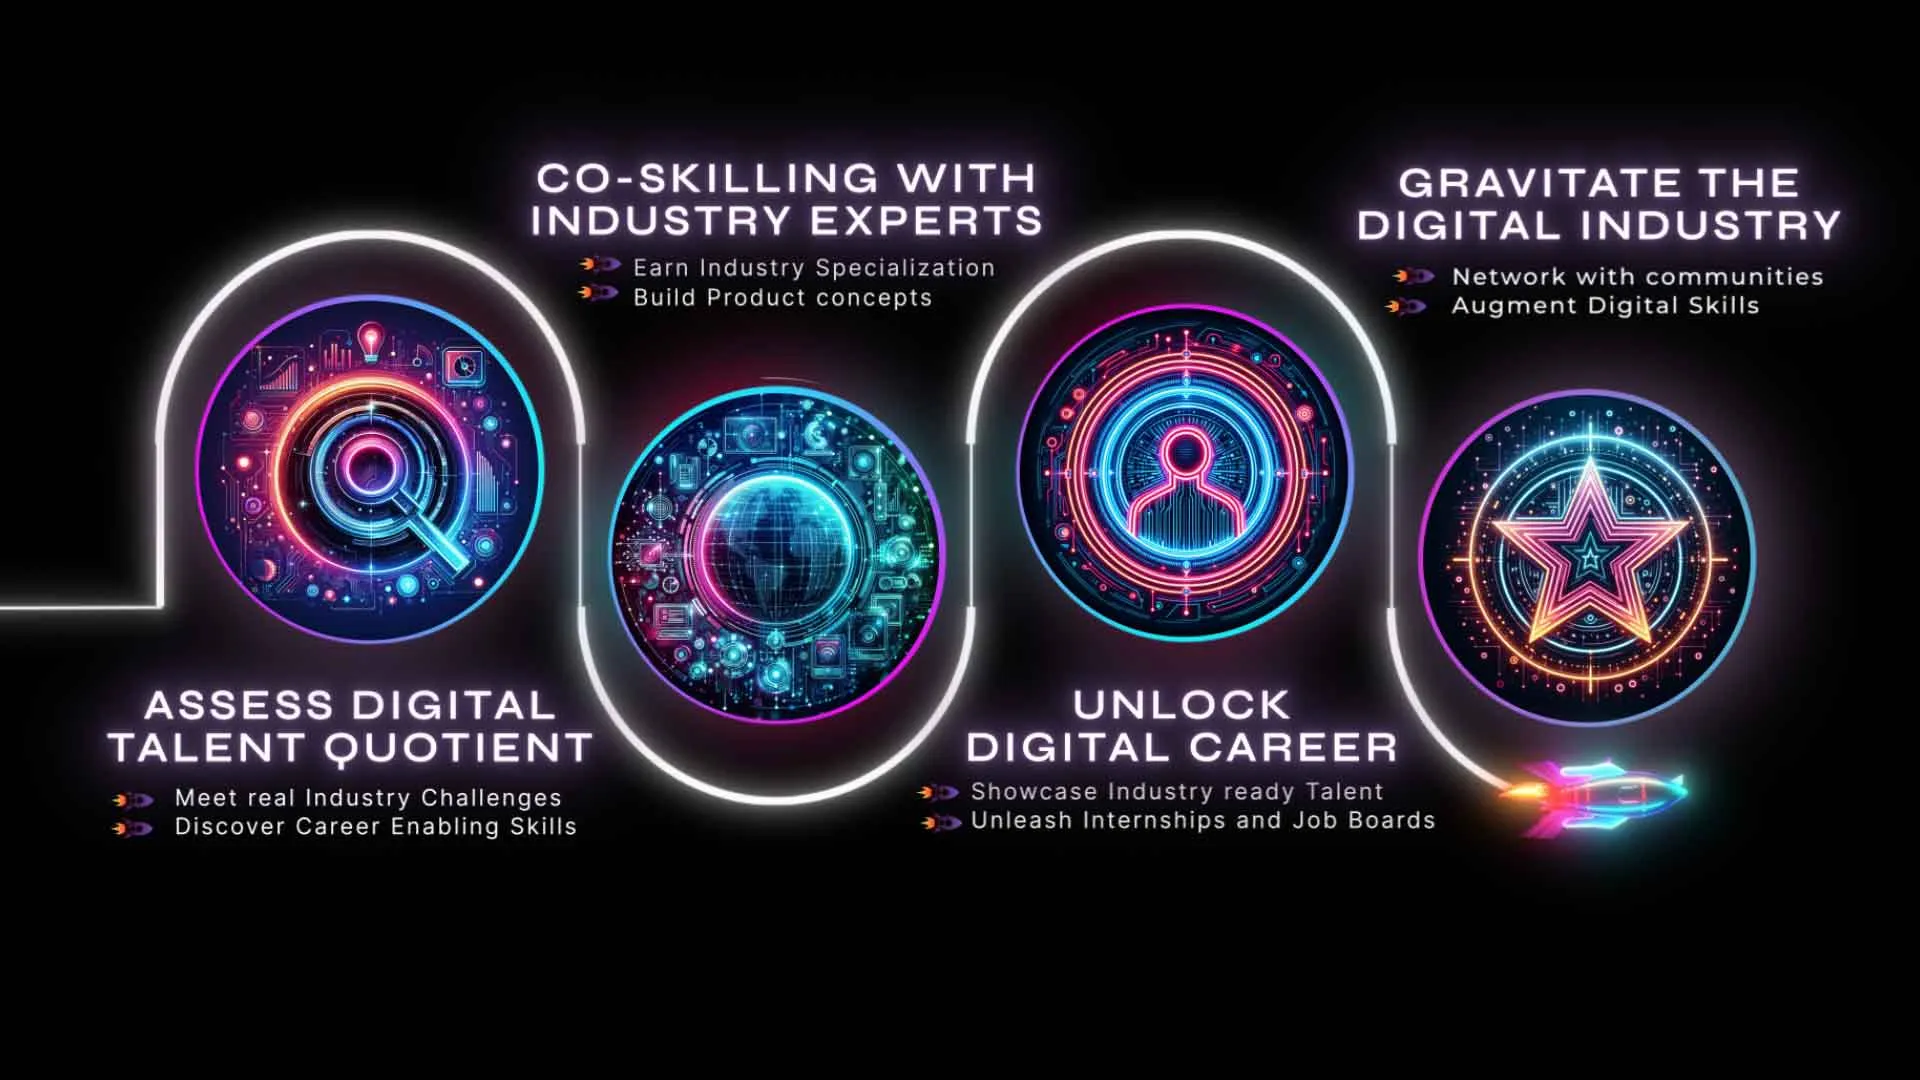 ASSESS DIGITAL
TALENT QUOTIENT
Meet real Industry Challenges
Discover Career Enabling Skills
CO-SKILLING WITH
INDUSTRY EXPERTS
Earn Industry Specialization
Build Product concepts
UNLOCK
DIGITAL CAREER
Showcase Industry ready Talent
Unleash Internships and Job Boards
GRAVITATE THE
DIGITAL INDUSTRY
Network with communities
Augment Digital Skills